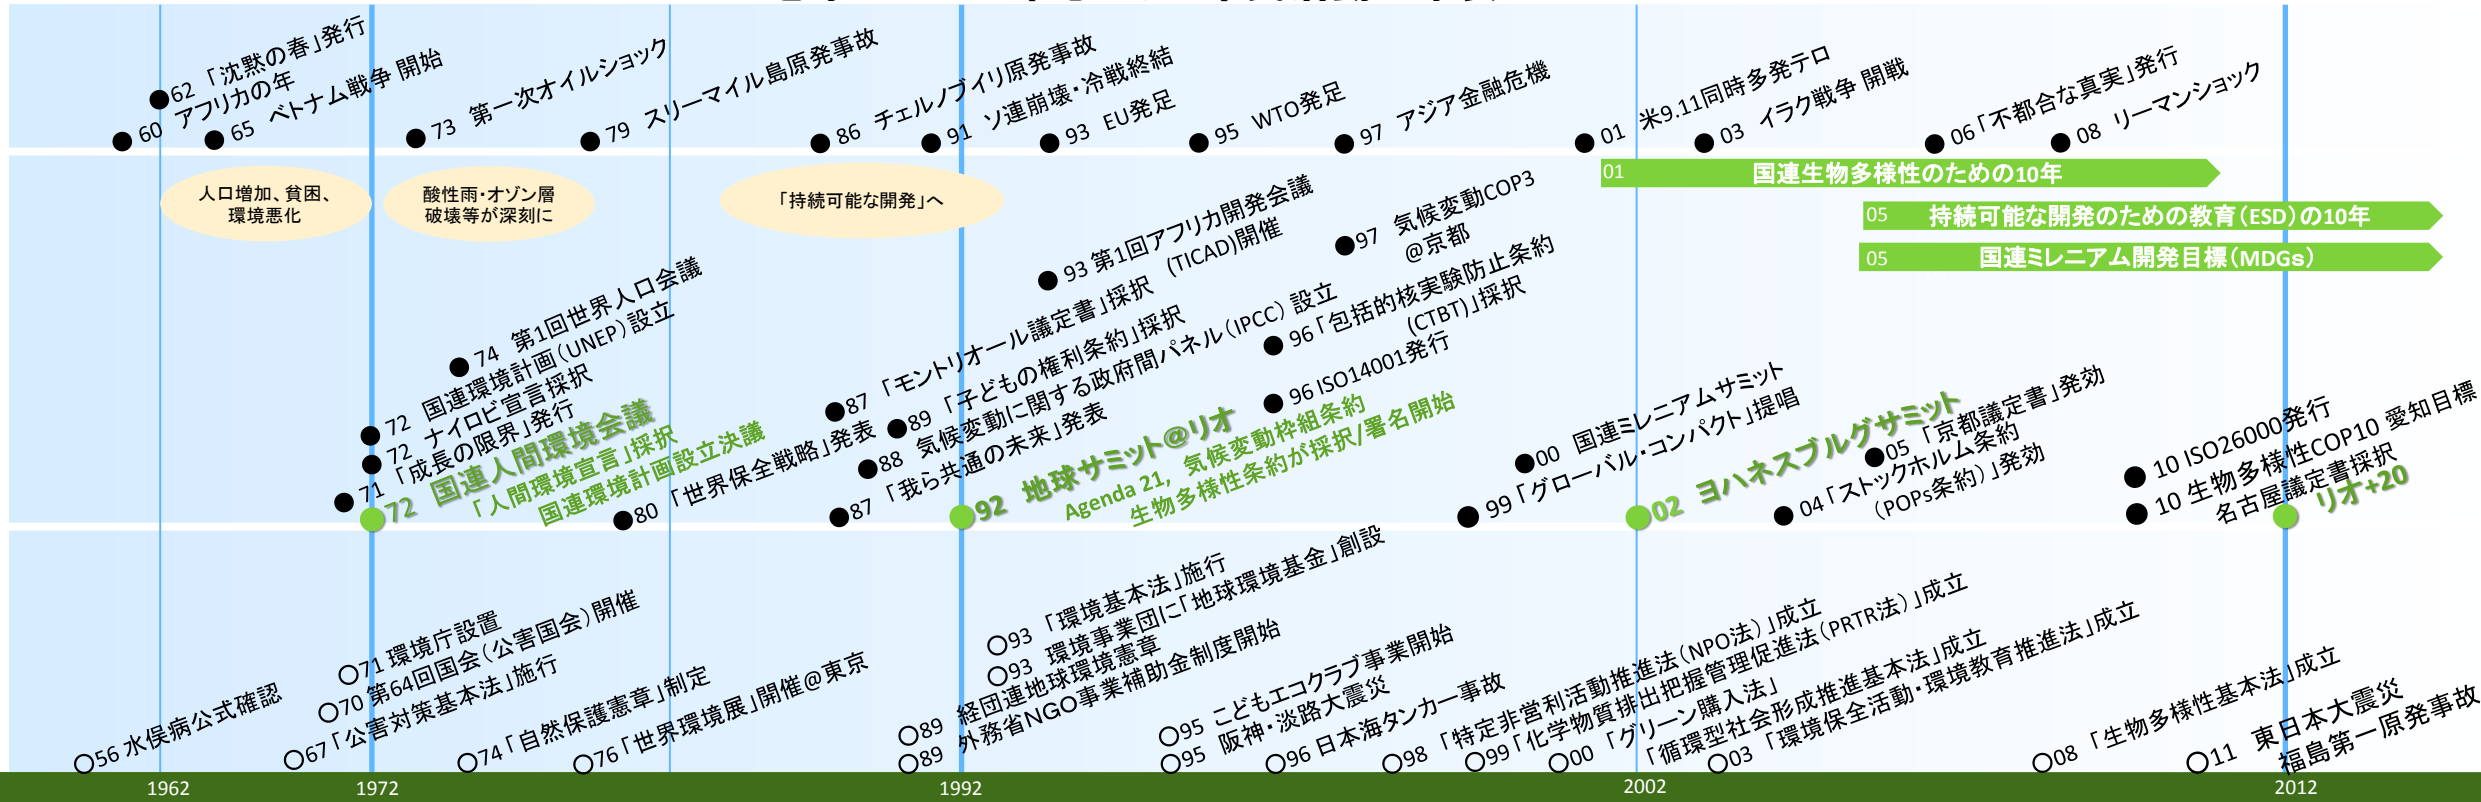 62 「沈黙の春」発行
60 アフリカの年
65 ベトナム戦争 開始
73 第一次オイルショック
79 スリーマイル島原発事故
86 チェルノブイリ原発事故
91 ソ連崩壊・冷戦終結
93 EU発足
95 WTO発足
97 アジア金融危機
01 米9.11同時多発テロ
03 イラク戦争 開戦
06「不都合な真実」発行
08 リーマンショック
人口増加、貧困、
環境悪化
酸性雨・オゾン層
破壊等が深刻に
「持続可能な開発」へ
01 国連生物多様性のための10年
05 持続可能な開発のための教育（ESD）の10年
05 国連ミレニアム開発目標（MDGs）
74 第1回世界人口会議
72 国連環境計画（UNEP）設立
72 ナイロビ宣言採択
71 「成長の限界」発行
72 国連人間環境会議
「人間環境宣言」採択
国連環境計画設立決議
80 「世界保全戦略」発表
93 第1回アフリカ開発会議
(TICAD)開催
87 「モントリオール議定書」採択
89 「子どもの権利条約」採択
88 気候変動に関する政府間パネル（IPCC）設立
87 「我ら共通の未来」発表
92 地球サミット@リオ
Agenda 21, 気候変動枠組条約
生物多様性条約が採択/署名開始
97 気候変動COP3
@京都
96「包括的核実験防止条約
(CTBT)」採択
96 ISO14001発行
00 国連ミレニアムサミット
99「グローバル・コンパクト」提唱
02 ヨハネスブルグサミット
05 「京都議定書」発効
04「ストックホルム条約
（POPs条約）」発効
10 ISO26000発行
10 生物多様性COP10 愛知目標
名古屋議定書採択
リオ+20
56 水俣病公式確認
71 環境庁設置
70 第64回国会（公害国会）開催
67「公害対策基本法」施行
74「自然保護憲章」制定
76「世界環境展」開催@東京
93 「環境基本法」施行
93 環境事業団に「地球環境基金」創設
89 経団連地球環境憲章
89 外務省NGO事業補助金制度開始
95 こどもエコクラブ事業開始
95 阪神・淡路大震災
96 日本海タンカー事故
98 「特定非営利活動推進法（NPO法）」成立
99「化学物質排出把握管理促進法（PRTR法）」成立
00 「グリーン購入法」
「循環型社会形成推進基本法」成立
03 「環境保全活動・環境教育推進法」成立
08 「生物多様性基本法」成立
11 東日本大震災
福島第一原発事故
1962
1972
1992
2002
2012